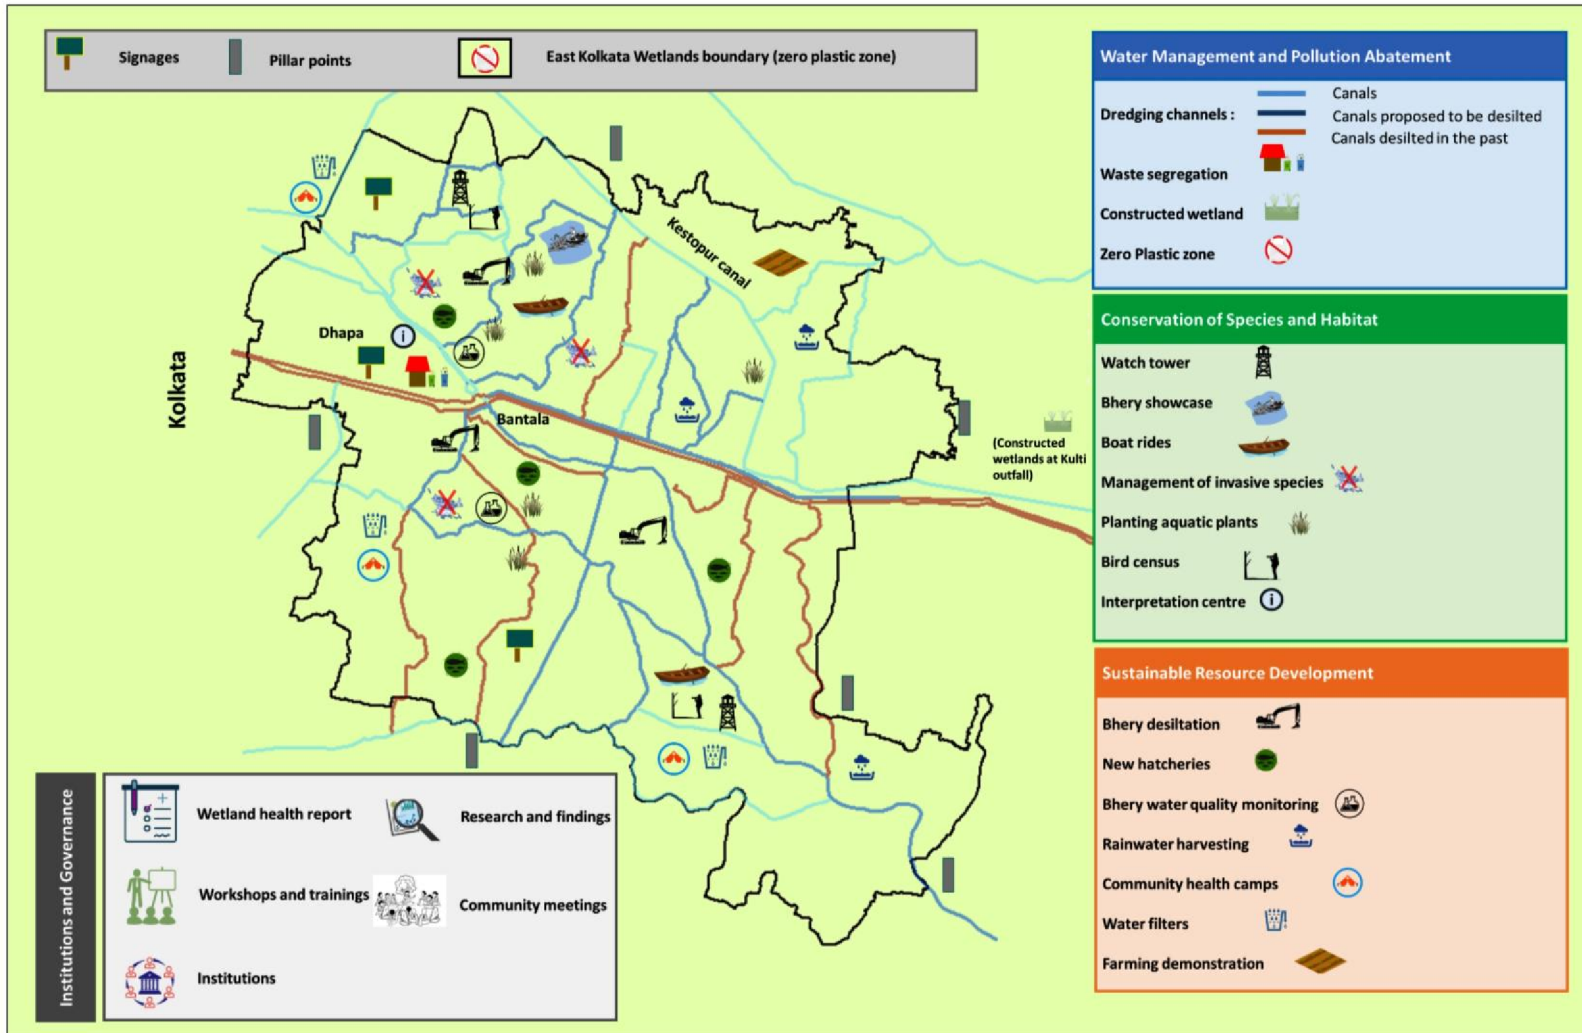 Signages
Pillar points
East Kolkata Wetlands boundary (zero plastic zone)
Kestopur canal
Dhapa
Kolkata
Bantala
(Constructed
wetlands at Kulti
outfall)
Water Management and Pollution Abatement
Dredging channels :
Canals
Canals proposed to be desilted
Canals desilted in the past
Waste segregation
Constructed wetland
Zero Plastic zone
Conservation of Species and Habitat
Watch tower
Bhery showcase
Boat rides
Management of invasive species
Planting aquatic plants
Bird census
Interpretation centre
Sustainable Resource Development
Bhery desiltation
New hatcheries
Bhery water quality monitoring
Rainwater harvesting
Community health camps
Water filters
Farming demonstration
Institutions and Governance
Wetland health report
Research and findings
Workshops and trainings
Community meetings
Institutions